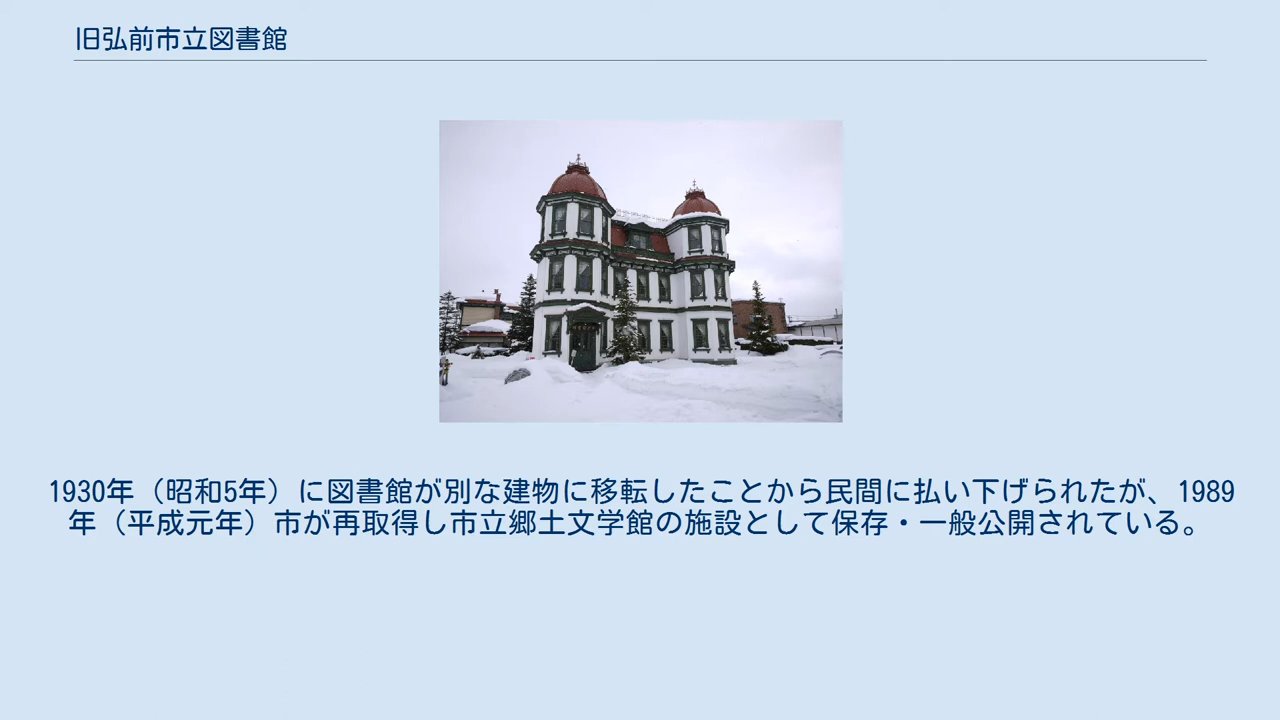 旧弘前市立図書館
1930年（昭和5年）に図書館が別な建物に移転したことから民間に払い下げられたが、1989
年（平成元年）市が再取得し市立郷土文学館の施設として保存・一般公開されている。